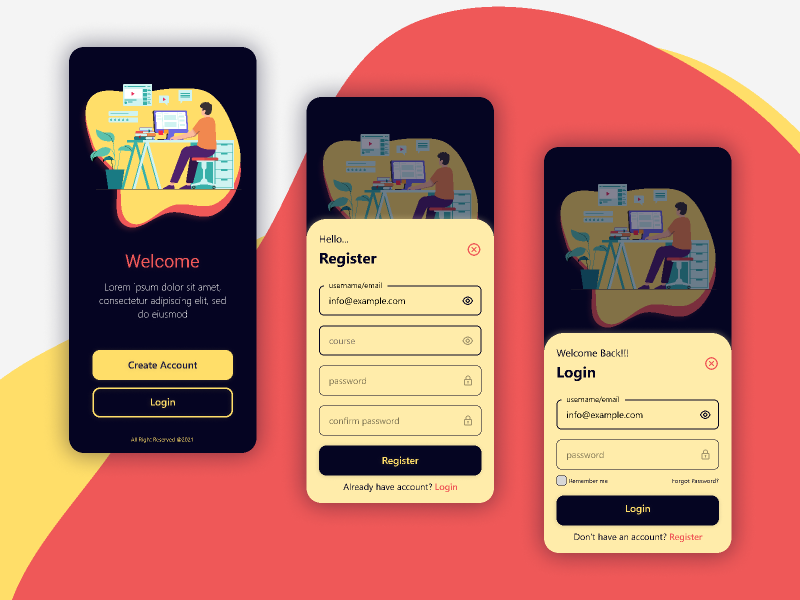 Welcome
Lorem ipsum dolor sit amet,
consectetur adipiscing elit, sed
do eiusmod
Create Account
Login
All Right Reserved @2021
Hello...
Register
username/email
info@example.com
course
password
confirm password
Register
Already have account? Login
Welcome Back!!!
Login
username/email
info@example.com
password
Remember me
Forgot Password?
Login
Don't have an account? Register